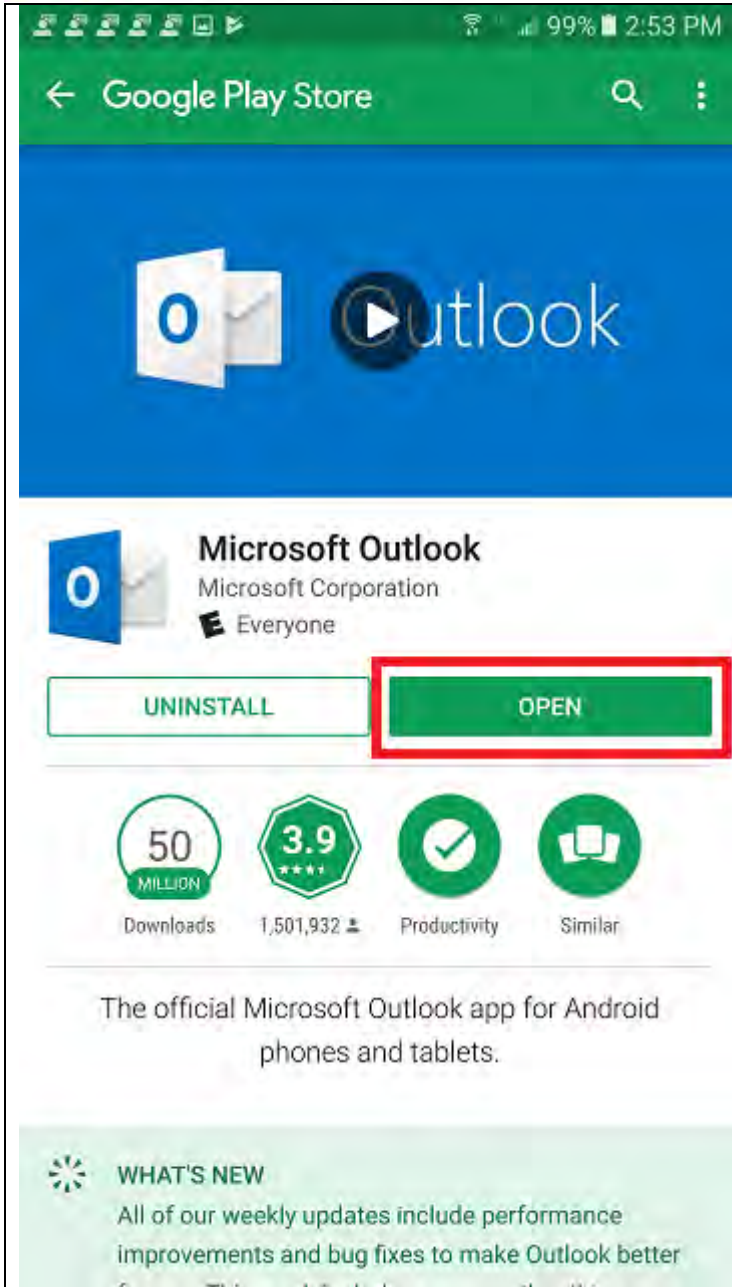 99% 2:53 PM
Google Play Store
O
Outlook
O
Microsoft Outlook
Microsoft Corporation
E Everyone
UNINSTALL
OPEN
50
MILLION
3.9
Downloads
1,501,932
Productivity
Similar
The official Microsoft Outlook app for Android
phones and tablets.
WHAT'S NEW
All of our weekly updates include performance
improvements and bug fixes to make Outlook better